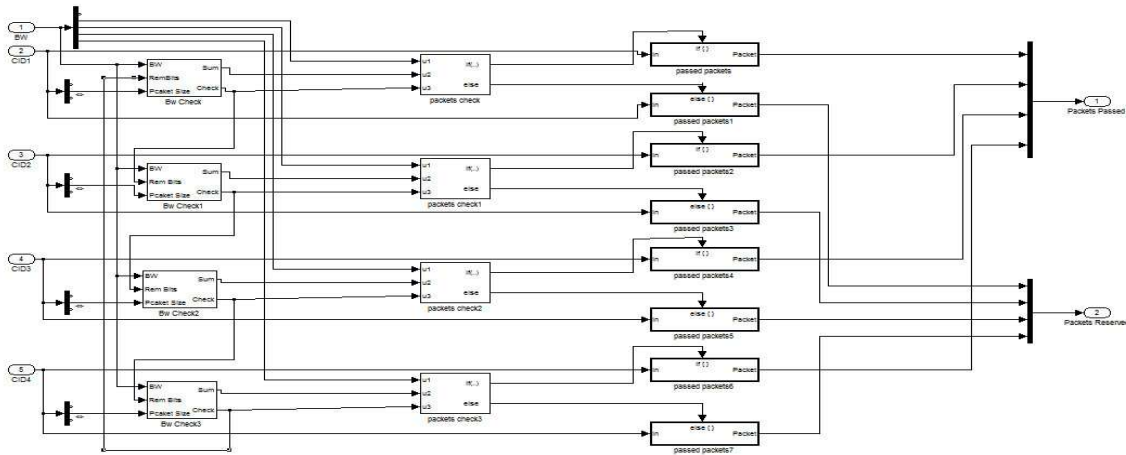 1
BW
2
CID1
BW
RemBits
Pcaket Size
Sum
Check
Bw Check
u1
u2
u3
if(..)
else
packets check
if { }
In
Packet
passed packets
else { }
In
Packet
passed packets1
1
Packets Passed
3
CID2
BW
Rem Bits
Pcaket Size
Sum
Check
Bw Check1
u1
u2
u3
if(..)
else
packets check1
if { }
In
Packet
passed packets2
else { }
In
Packet
passed packets3
4
CID3
BW
Rem Bits
Pcaket Size
Sum
Check
Bw Check2
u1
u2
u3
if(..)
else
packets check2
if { }
In
Packet
passed packets4
else { }
In
Packet
passed packets5
2
Packets Reserved
5
CID4
BW
Rem Bits
Pcaket Size
Sum
Check
Bw Check3
u1
u2
u3
if(..)
else
packets check3
if { }
In
Packet
passed packets6
else { }
In
Packet
passed packets7